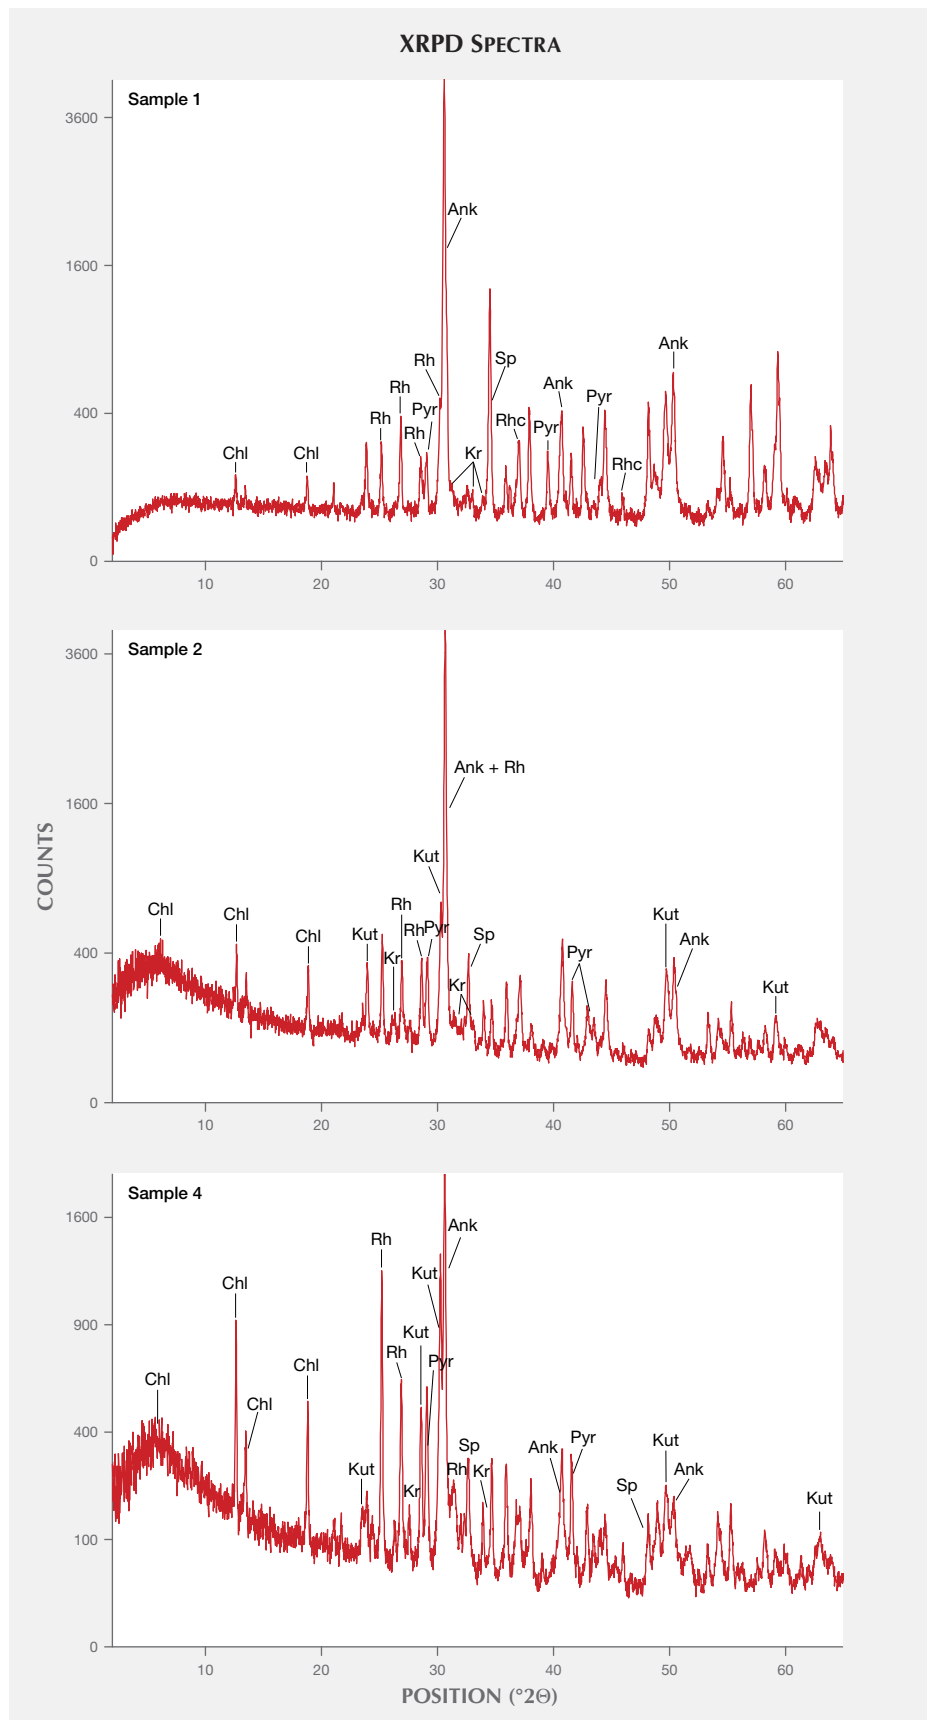 XRPD SPECTRA
Sample 1
3600
Ank
1600
Ank
Rh
Sp
Rh
Ank
Pyr
400
Rh
Rh
Rhc
Pyr
Pyr
Chl
Chl
Kr
Rhc
0
10 20 30 40 50 60
Sample 2
3600
Ank + Rh
1600
COUNTS
Kut
Chl
Chl
Rh
Kut
Chl
Kut
Rh
Pyr
Sp
Ank
400
Kr
Pyr
Kr
Kut
0
10 20 30 40 50 60
Sample 4
1600
Ank
Rh
Kut
Chl
900
Kut
Rh
Pyr
Chl
Chl
Chl
400
Sp
Ank
Pyr
Kut
Kut
Rh
Kr
Ank
Kr
Sp
Kut
100
0
10 20 30 40 50 60
POSITION (°2Θ)